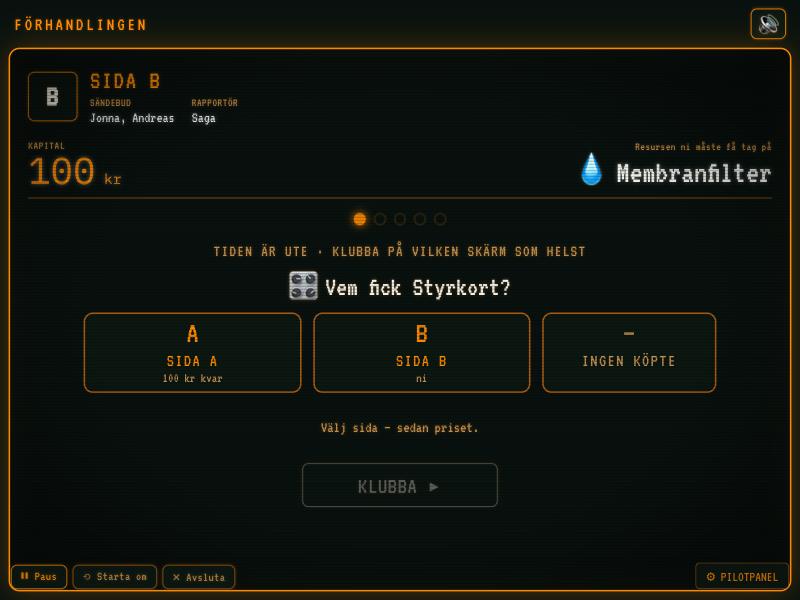 FÖRHANDLINGEN
B
SIDA B
SÄNDEBUD RAPPORTÖR
Jonna, Andreas Saga
KAPITAL
100 kr
Resursen ni måste få tag på
Membranfilter
TIDEN ÄR UTE · KLUBBA PÅ VILKEN SKÄRM SOM HELST
Vem fick Styrkort?
A
SIDA A
100 kr kvar
B
SIDA B
ni
—
INGEN KÖPTE
Välj sida – sedan priset.
KLUBBA ▶
Paus
⟲ Starta om
✕ Avsluta
⚙ PILOTPANEL